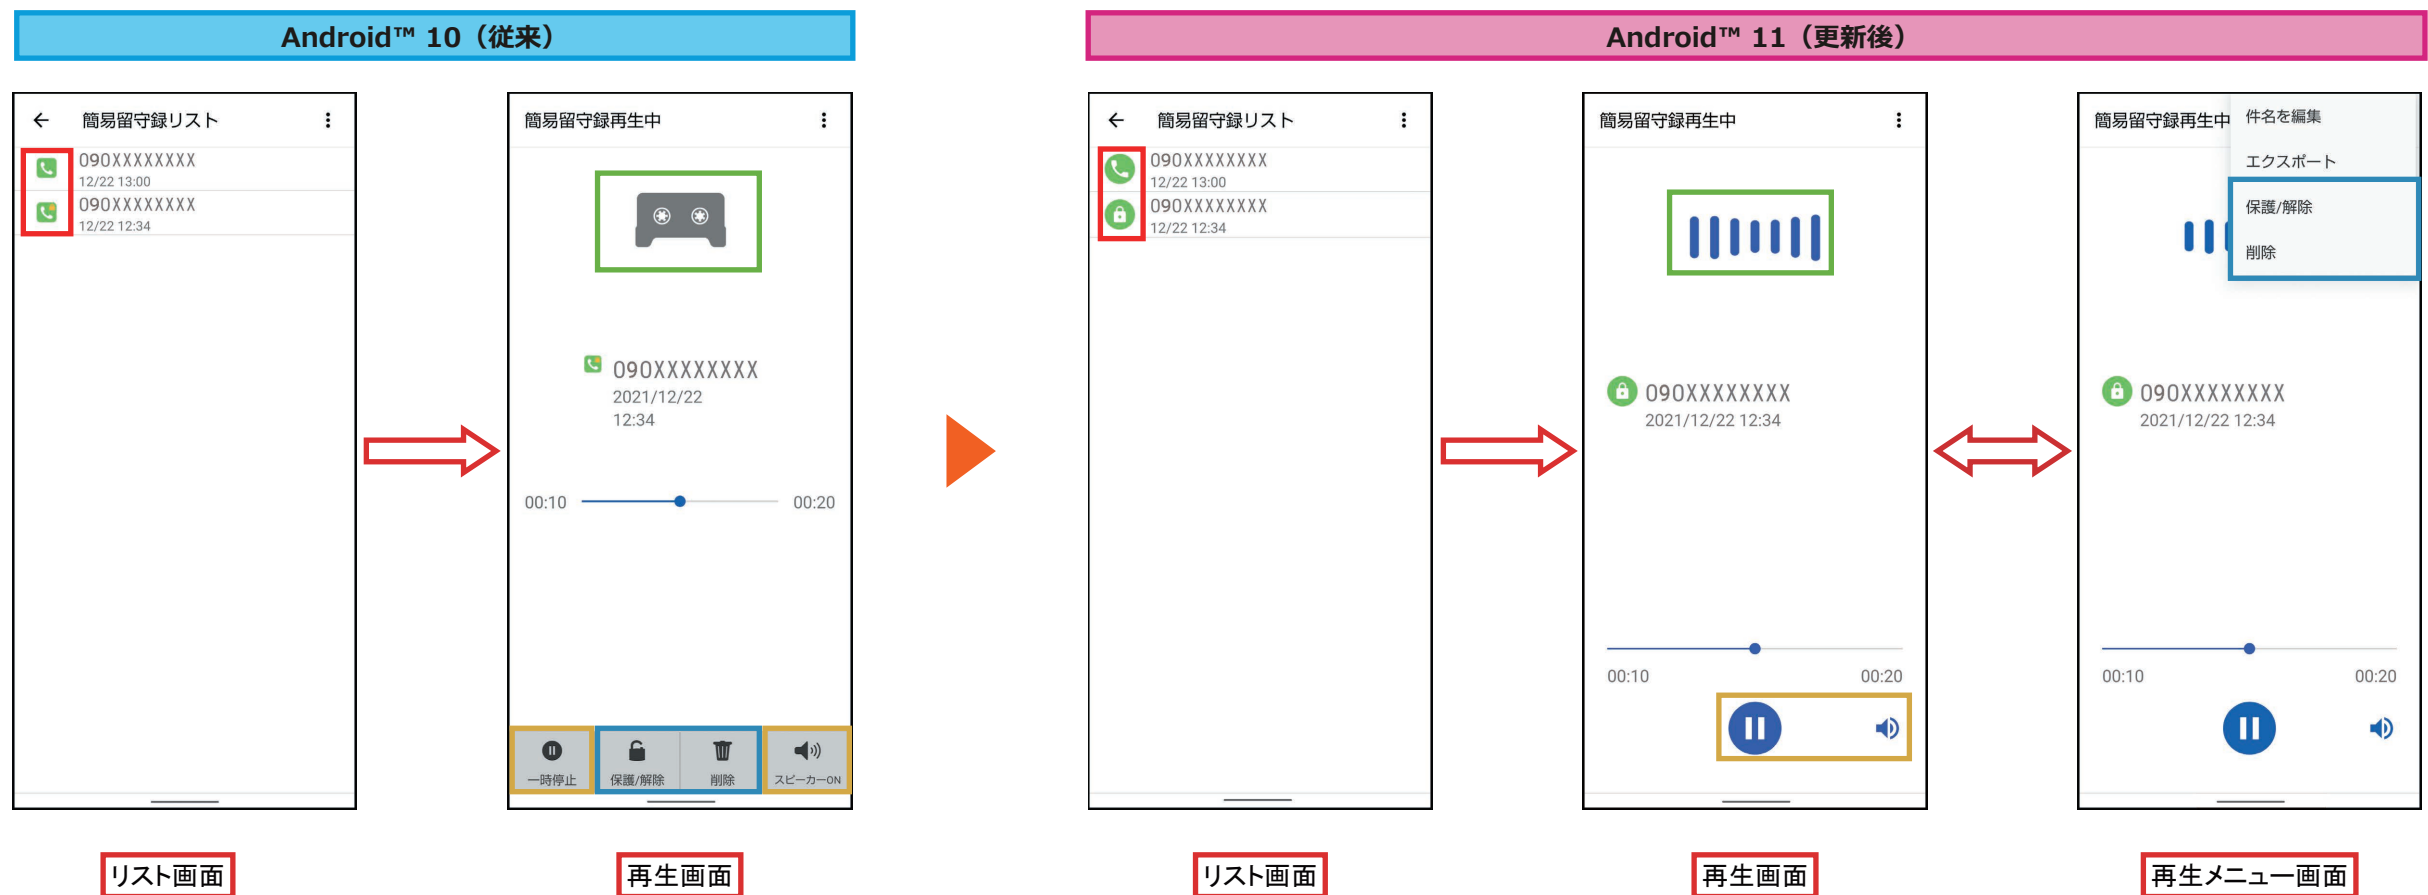 Android™ 10（従来）
簡易留守録リスト
090XXXXXXXX
12/22 13:00
090XXXXXXXX
12/22 12:34
リスト画面
簡易留守録再生中
090XXXXXXXX
2021/12/22
12:34
00:10
00:20
一時停止
保護/解除
削除
スピーカーON
再生画面
Android™ 11（更新後）
簡易留守録リスト
090XXXXXXXX
12/22 13:00
090XXXXXXXX
12/22 12:34
リスト画面
簡易留守録再生中
090XXXXXXXX
2021/12/22 12:34
00:10
00:20
再生画面
簡易留守録再生中
件名を編集
エクスポート
保護/解除
削除
090XXXXXXXX
2021/12/22 12:34
00:10
00:20
再生メニュー画面